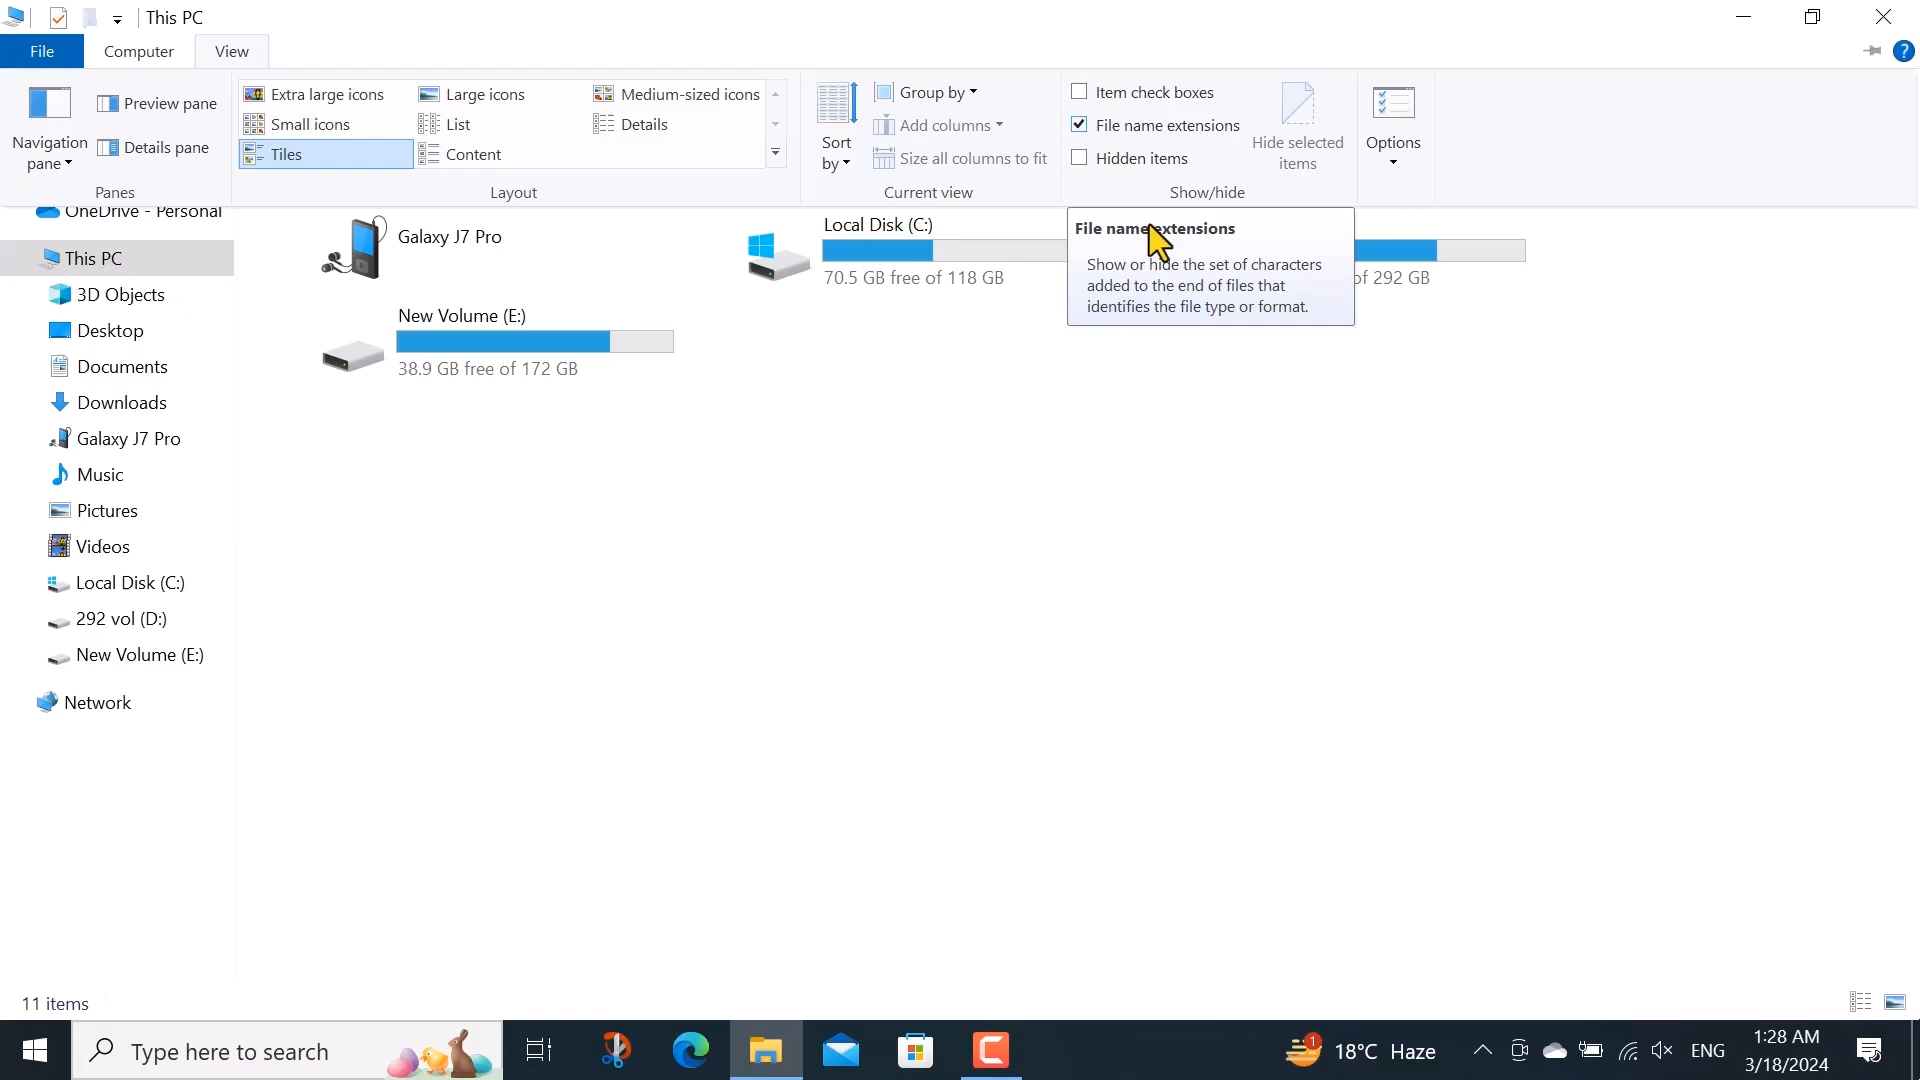 This PC
File
Computer
View
?
Navigation pane
Preview pane
Details pane
Panes
Extra large icons
Large icons
Medium-sized icons
Small icons
List
Details
Tiles
Content
Layout
Sort by
Group by
Add columns
Size all columns to fit
Current view
Item check boxes
File name extensions
Hidden items
Hide selected items
Show/hide
Options
OneDrive - Personal
This PC
3D Objects
Desktop
Documents
Downloads
Galaxy J7 Pro
Music
Pictures
Videos
Local Disk (C:)
292 vol (D:)
New Volume (E:)
Network
Galaxy J7 Pro
Local Disk (C:)
70.5 GB free of 118 GB
of 292 GB
New Volume (E:)
38.9 GB free of 172 GB
File name extensions
Show or hide the set of characters
added to the end of files that
identifies the file type or format.
11 items
Type here to search
1
18°C Haze
ENG
1:28 AM
3/18/2024